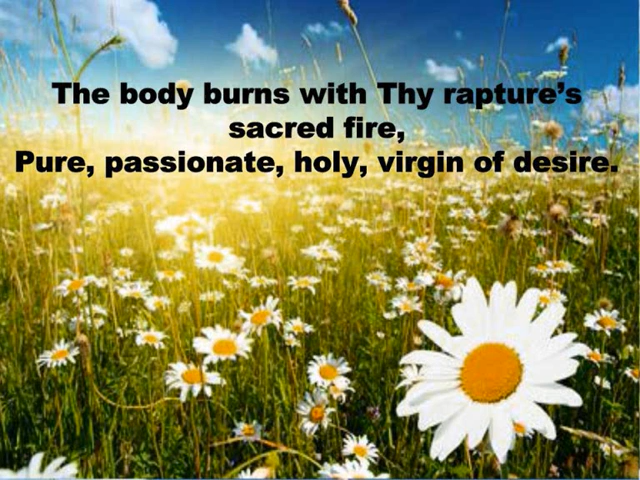 The body burns with Thy rapture’s
sacred fire,
Pure, passionate, holy, virgin of desire.